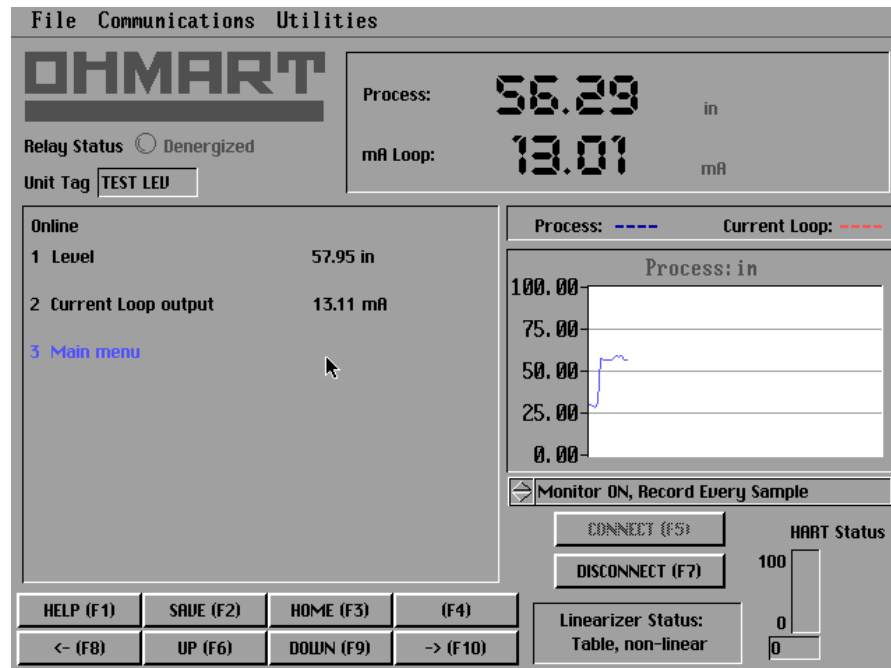 File Communications Utilities
OHMART
Process: 56.29 in
mA Loop: 13.01 mA
Relay Status Denergized
Unit Tag TEST LEV
Online
1 Level 57.95 in
2 Current Loop output 13.11 mA
3 Main menu
Process: ---- Current Loop: ----
Process: in
100.00
75.00
50.00
25.00
0.00
Monitor ON, Record Every Sample
CONNECT (F5)
DISCONNECT (F7)
HART Status
100
0
0
Linearizer Status:
Table, non-linear
HELP (F1) SAVE (F2) HOME (F3) (F4)
<- (F8) UP (F6) DOWN (F9) -> (F10)